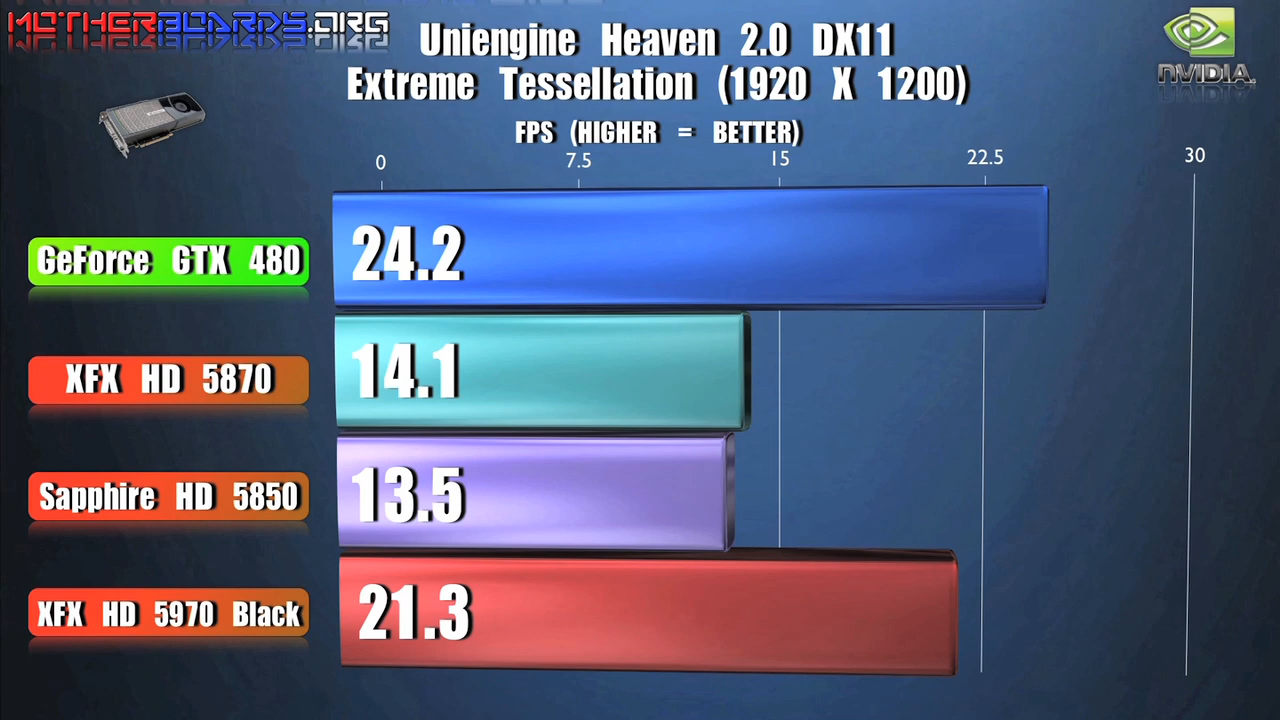 MOTHERBOARDS.ORG
Uniengine Heaven 2.0 DX11
Extreme Tessellation (1920 X 1200)
FPS (HIGHER = BETTER)
NVIDIA.
0 7.5 15 22.5 30
GeForce GTX 480 24.2
XFX HD 5870 14.1
Sapphire HD 5850 13.5
XFX HD 5970 Black 21.3